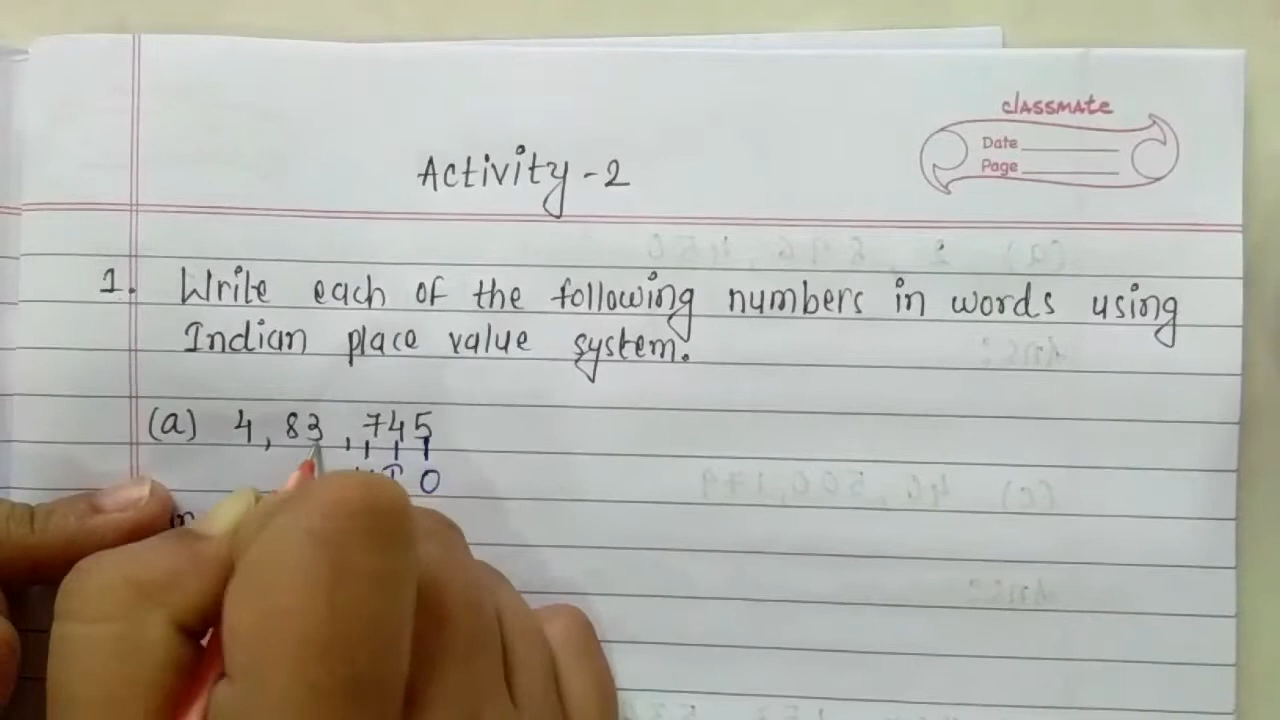 classmate
Date
Page
Activity-2
1. Write each of the following numbers in words using
Indian place value system.
(a) 4,83,745
T O